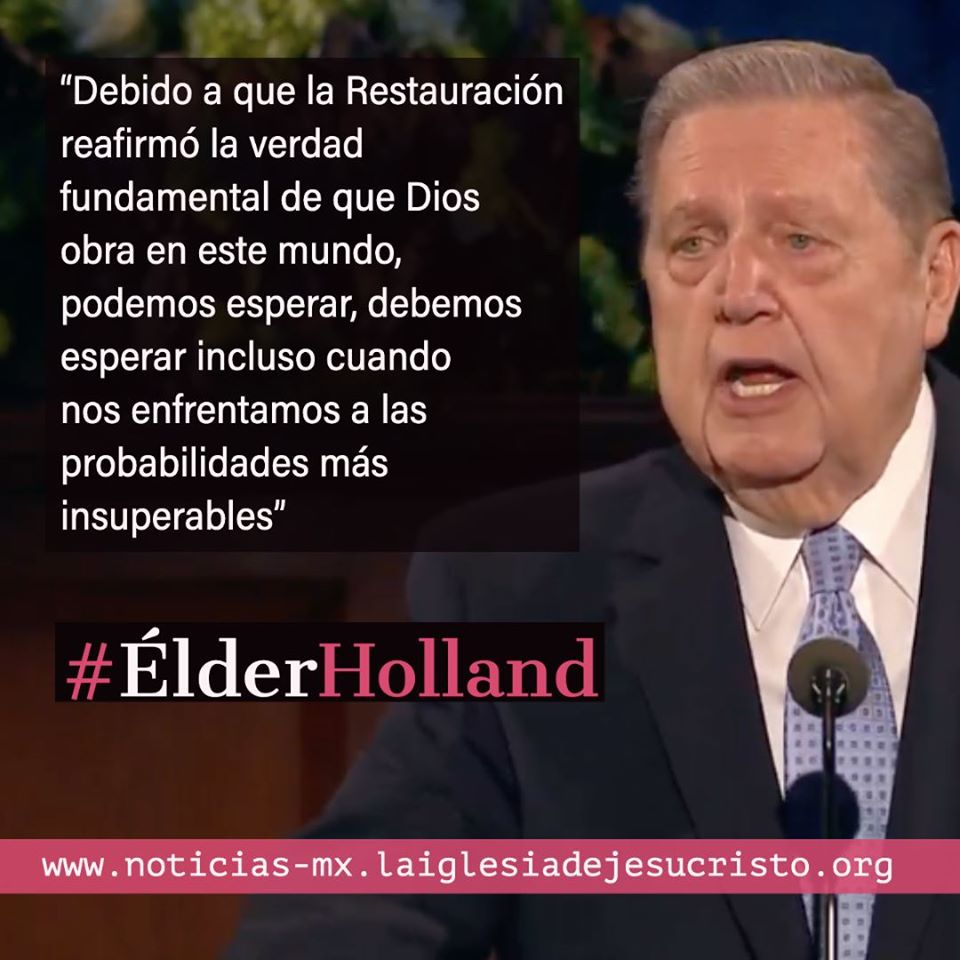 “Debido a que la Restauración
reafirmó la verdad
fundamental de que Dios
obra en este mundo,
podemos esperar, debemos
esperar incluso cuando
nos enfrentamos a las
probabilidades más
insuperables”
#ÉlderHolland
www.noticias-mx.laiglesiadejesucristo.org